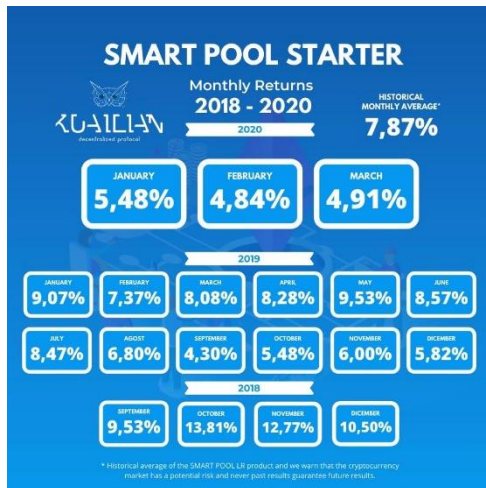 SMART POOL STARTER
KUAILIAN
decentralized protocol
Monthly Returns
2018 - 2020
HISTORICAL
MONTHLY AVERAGE*
7,87%
2020
JANUARY
5,48%
FEBRUARY
4,84%
MARCH
4,91%
2019
JANUARY
9,07%
FEBRUARY
7,37%
MARCH
8,08%
APRIL
8,28%
MAY
9,53%
JUNE
8,57%
JULY
8,47%
AGOST
6,80%
SEPTEMBER
4,30%
OCTOBER
5,48%
NOVEMBER
6,00%
DICEMBER
5,82%
2018
SEPTEMBER
9,53%
OCTOBER
13,81%
NOVEMBER
12,77%
DICEMBER
10,50%
* Historical average of the SMART POOL LR product and we warn that the cryptocurrency
market has a potential risk and never past results guarantee future results.